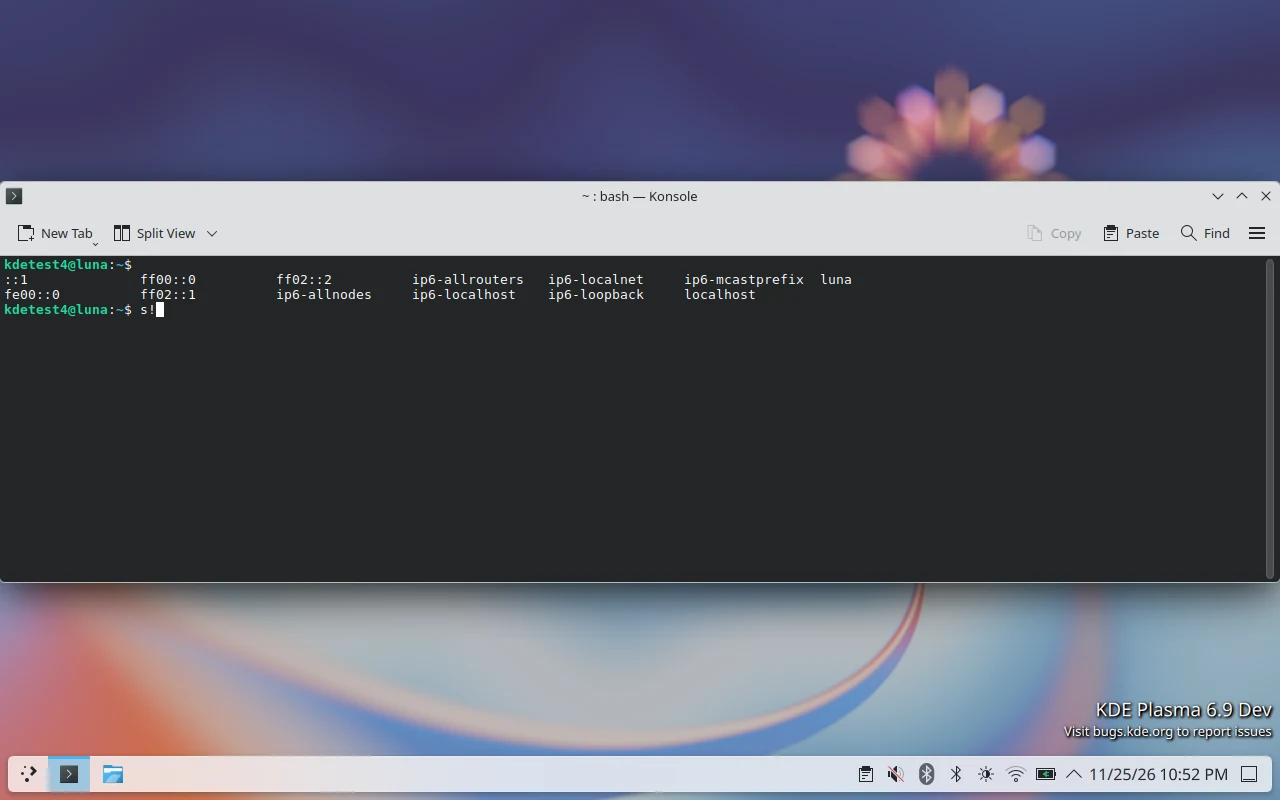 ~ : bash — Konsole
New Tab
Split View
Copy
Paste
Find
kdetest4@luna:~$
::1 ff00::0 ff02::2 ip6-allrouters ip6-localnet ip6-mcastprefix luna
fe00::0 ff02::1 ip6-allnodes ip6-localhost ip6-loopback localhost
kdetest4@luna:~$ s!
KDE Plasma 6.9 Dev
Visit bugs.kde.org to report issues
11/25/26 10:52 PM